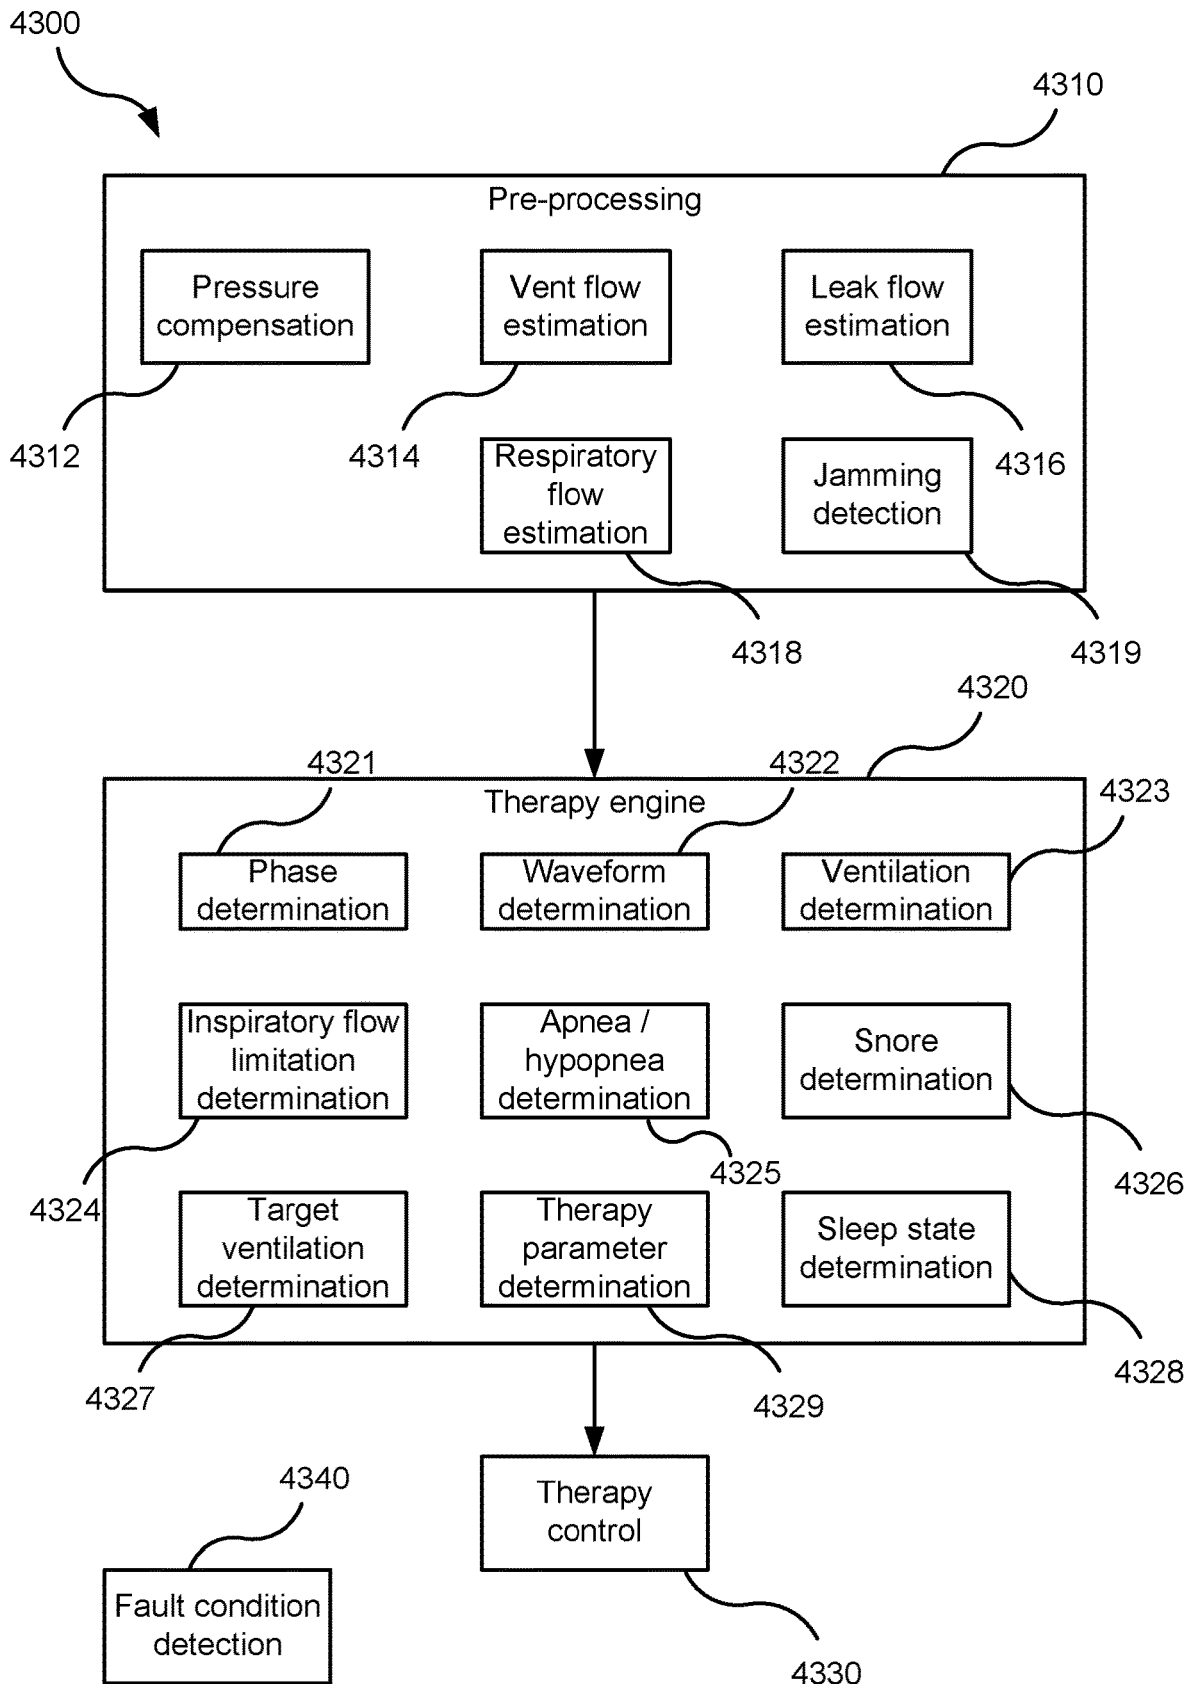 4300
4310
Pre-processing
Pressure
compensation
Vent flow
estimation
Leak flow
estimation
4312
4314
4316
Respiratory
flow
estimation
Jamming
detection
4318
4319
4320
4321
4322
4323
Therapy engine
Phase
determination
Waveform
determination
Ventilation
determination
Inspiratory flow
limitation
determination
Apnea /
hypopnea
determination
Snore
determination
4324
4325
4326
Target
ventilation
determination
Therapy
parameter
determination
Sleep state
determination
4327
4329
4328
4340
Therapy
control
Fault condition
detection
4330